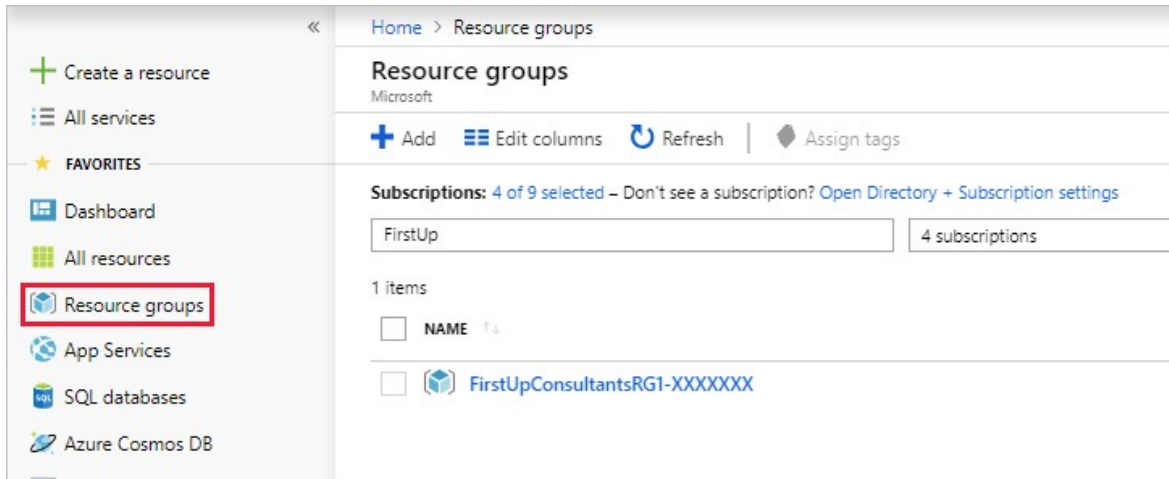 «
Create a resource
All services
FAVORITES
Dashboard
All resources
Resource groups
App Services
SQL databases
Azure Cosmos DB
Home > Resource groups
Resource groups
Microsoft
Add Edit columns Refresh Assign tags
Subscriptions: 4 of 9 selected – Don't see a subscription? Open Directory + Subscription settings
FirstUp 4 subscriptions
1 items
NAME ↑↓
FirstUpConsultantsRG1-XXXXXXX